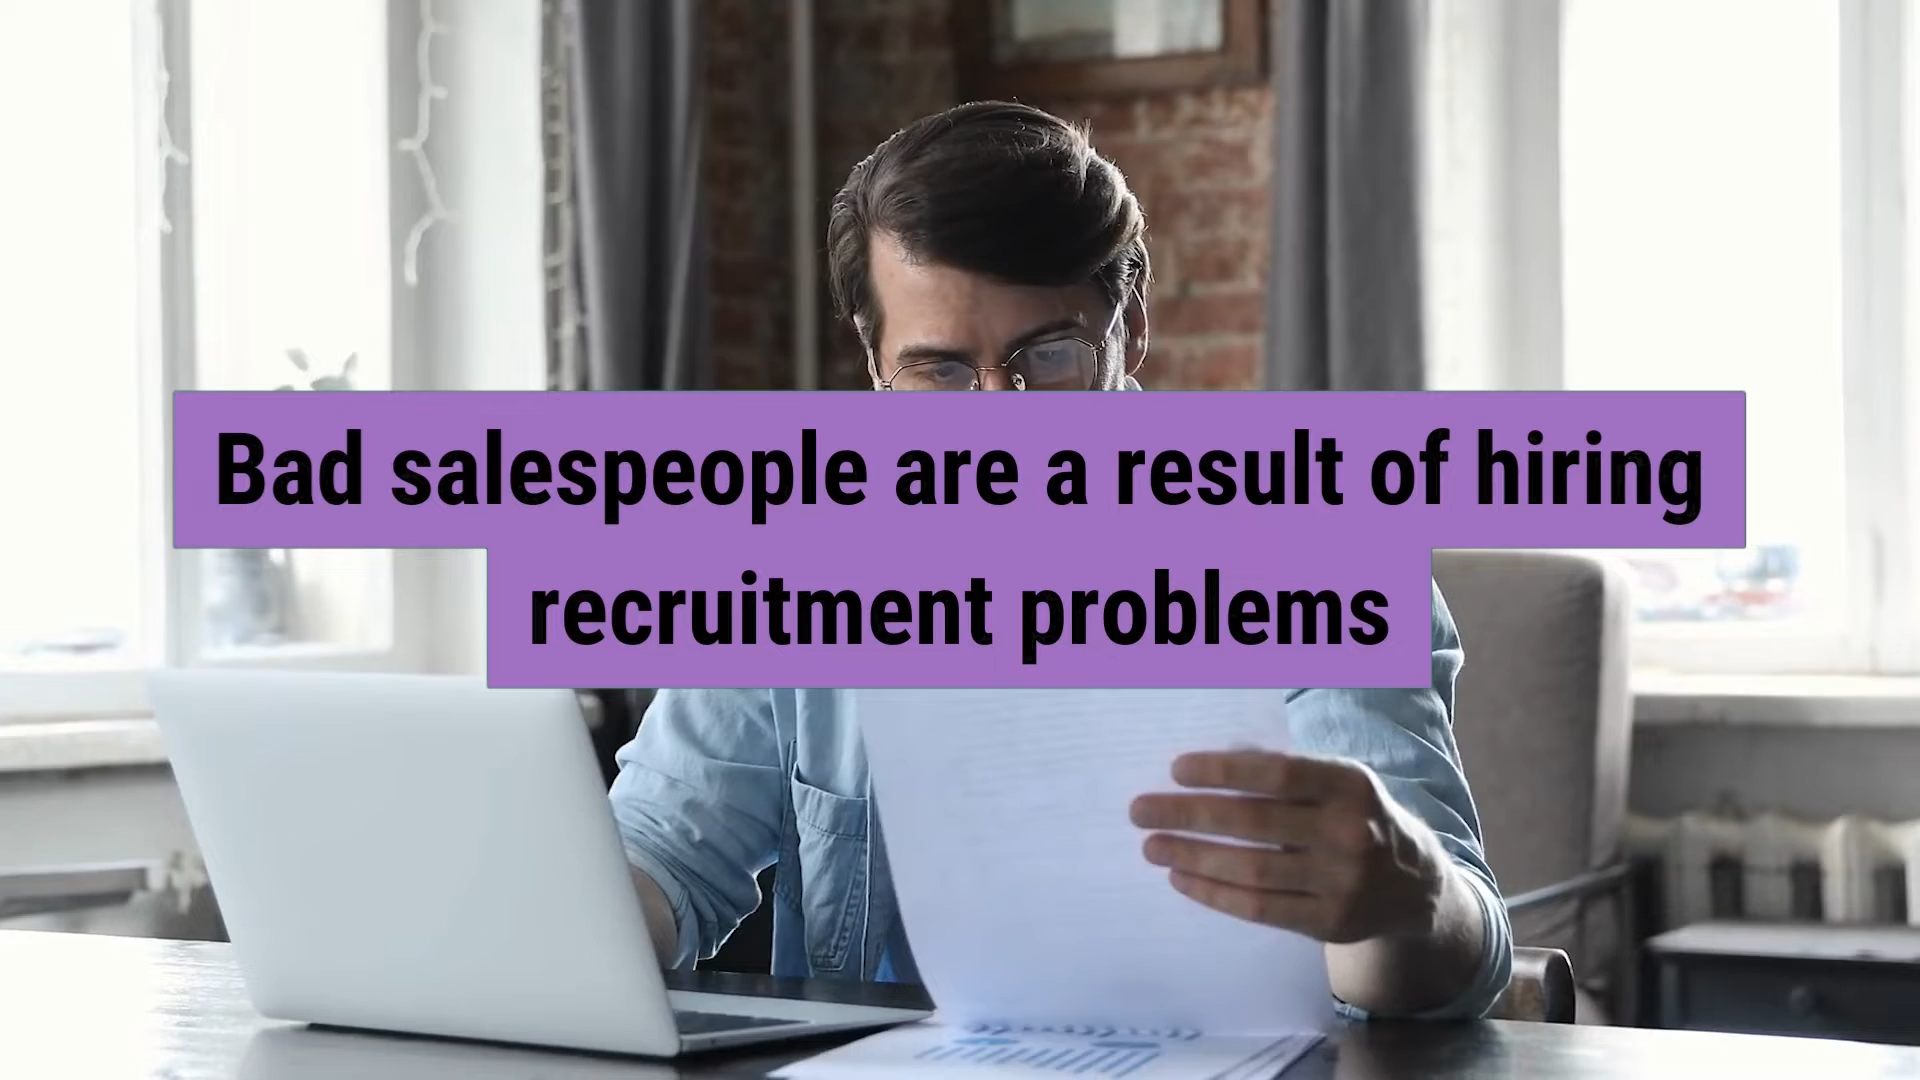 Bad salespeople are a result of hiring
recruitment problems